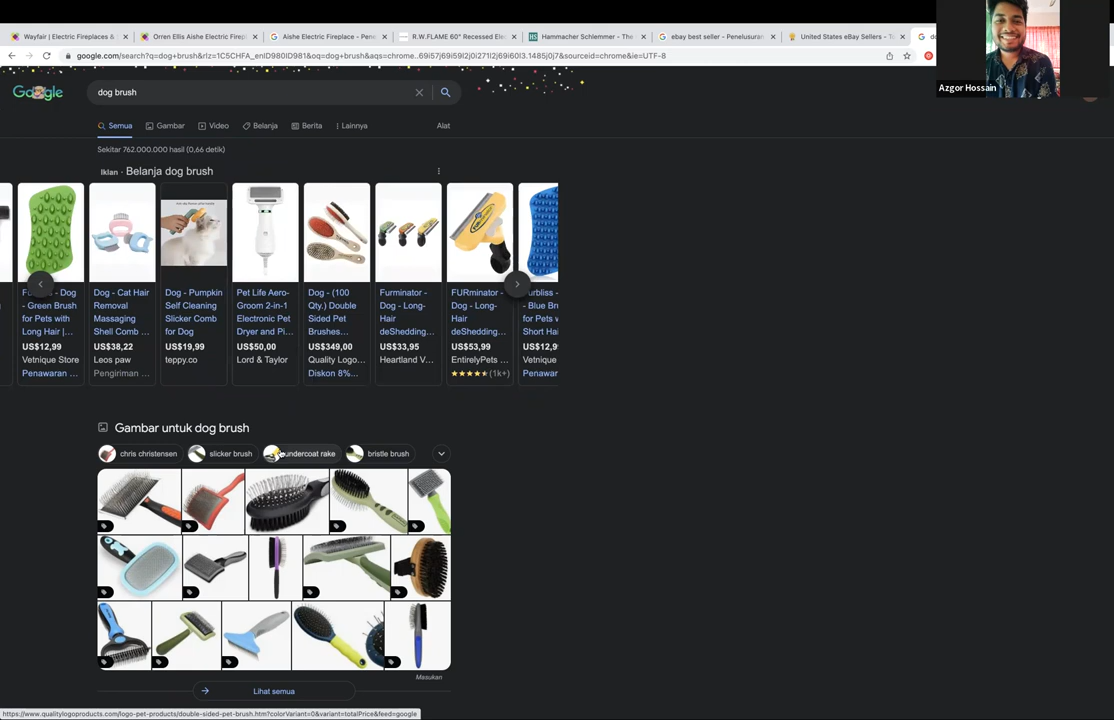 Wayfair | Electric Fireplaces &
Orren Ellis Aishe Electric Firep
Aishe Electric Fireplace - Pene
R.W.FLAME 60" Recessed Elec
Hammacher Schlemmer - The
ebay best seller - Penelusura
United States eBay Sellers - To
google.com/search?q=dog+brush&rlz=1C5CHFA_enID980ID981&oq=dog+brush&aqs=chrome..69i57j69i59l2j0i271l2j69i60l3.1485j0j7&sourceid=chrome&ie=UTF-8
Azgor Hossain
dog brush
Semua
Gambar
Video
Belanja
Berita
Lainnya
Alat
Sekitar 762.000.000 hasil (0,66 detik)
Iklan · Belanja dog brush
- Dog -
Green Brush
for Pets with
Long Hair |...
US$12,99
Vetnique Store
Penawaran ...
Dog - Cat Hair
Removal
Massaging
Shell Comb ...
US$38,22
Leos paw
Pengiriman ...
Dog - Pumpkin
Self Cleaning
Slicker Comb
for Dog
US$19,99
teppy.co
Pet Life Aero-
Groom 2-in-1
Electronic Pet
Dryer and Pi...
US$50,00
Lord & Taylor
Dog - (100
Qty.) Double
Sided Pet
Brushes...
US$349,00
Quality Logo...
Diskon 8%...
Furminator -
Dog - Long-
Hair
deShedding...
US$33,95
Heartland V...
FURminator -
Dog - Long-
Hair
deShedding...
US$53,99
EntirelyPets
(1k+)
- Blue Br
for Pets w
Short Hai
US$12,9
Vetnique
Penawar
Gambar untuk dog brush
chris christensen
slicker brush
undercoat rake
bristle brush
Masukan
Lihat semua
https://www.qualitylogoproducts.com/logo-pet-products/double-sided-pet-brush.htm?colorVariant=0&variant=totalPrice&feed=google